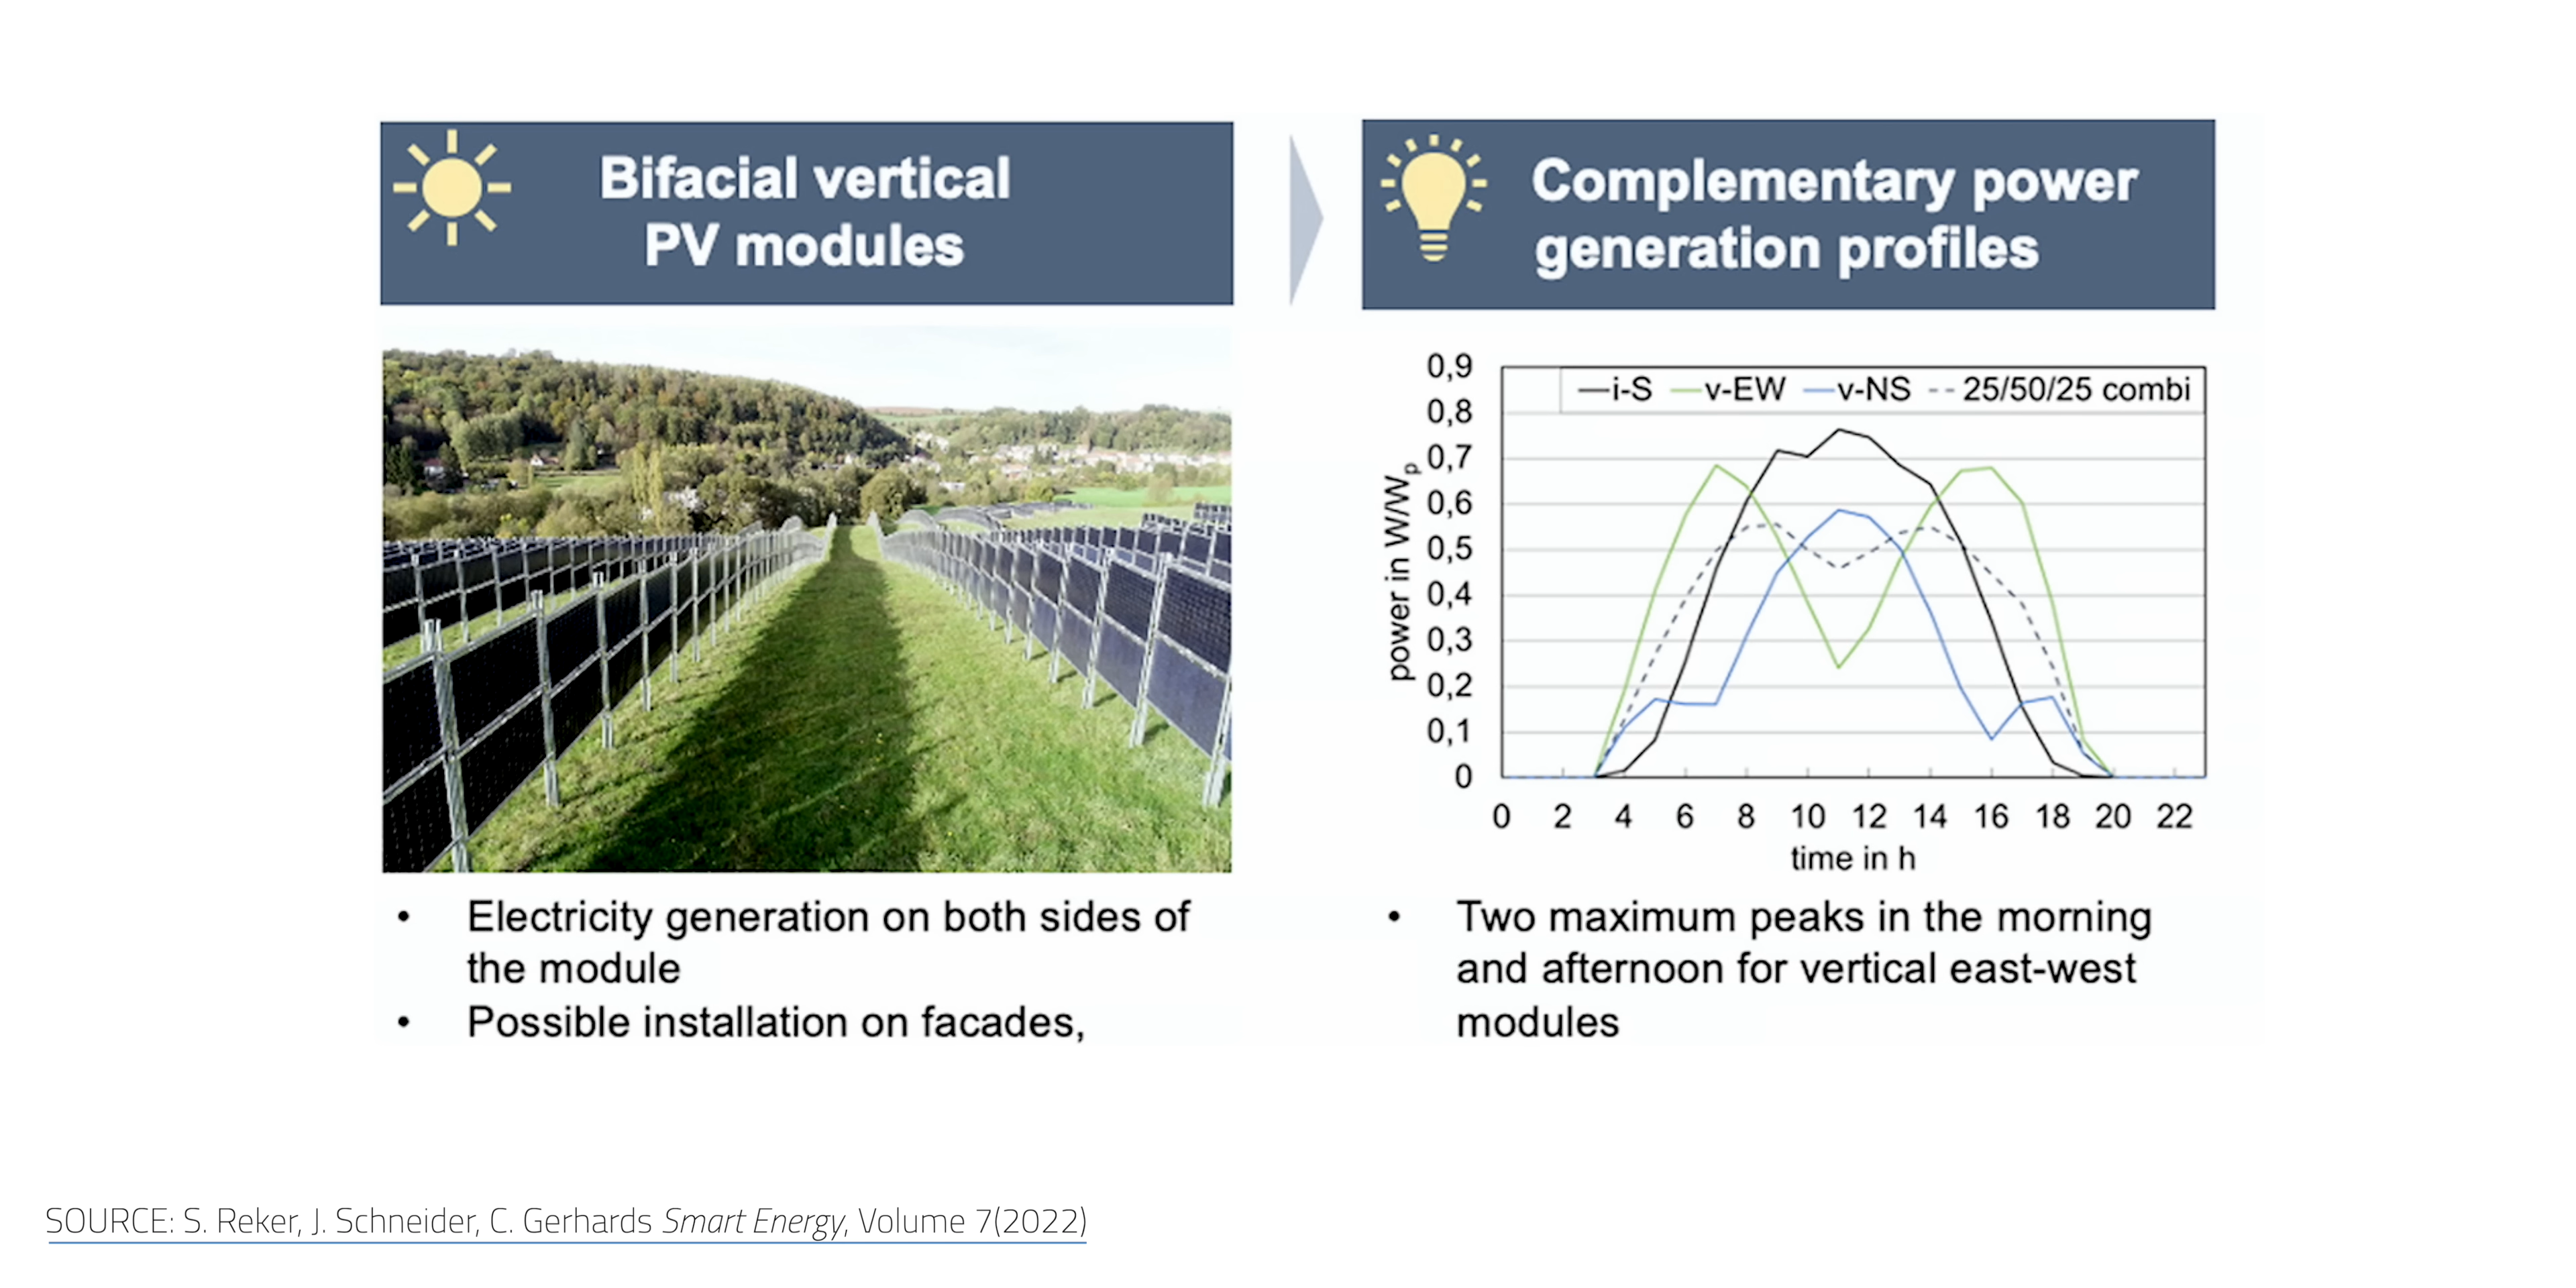 Bifacial vertical
PV modules
Complementary power
generation profiles
0,9
0,8
0,7
0,6
0,5
0,4
0,3
0,2
0,1
0
power in W/Wp
i-S v-EW v-NS 25/50/25 combi
0 2 4 6 8 10 12 14 16 18 20 22
time in h
• Electricity generation on both sides of
the module
• Possible installation on facades,
• Two maximum peaks in the morning
and afternoon for vertical east-west
modules
SOURCE: S. Reker, J. Schneider, C. Gerhards Smart Energy, Volume 7(2022)